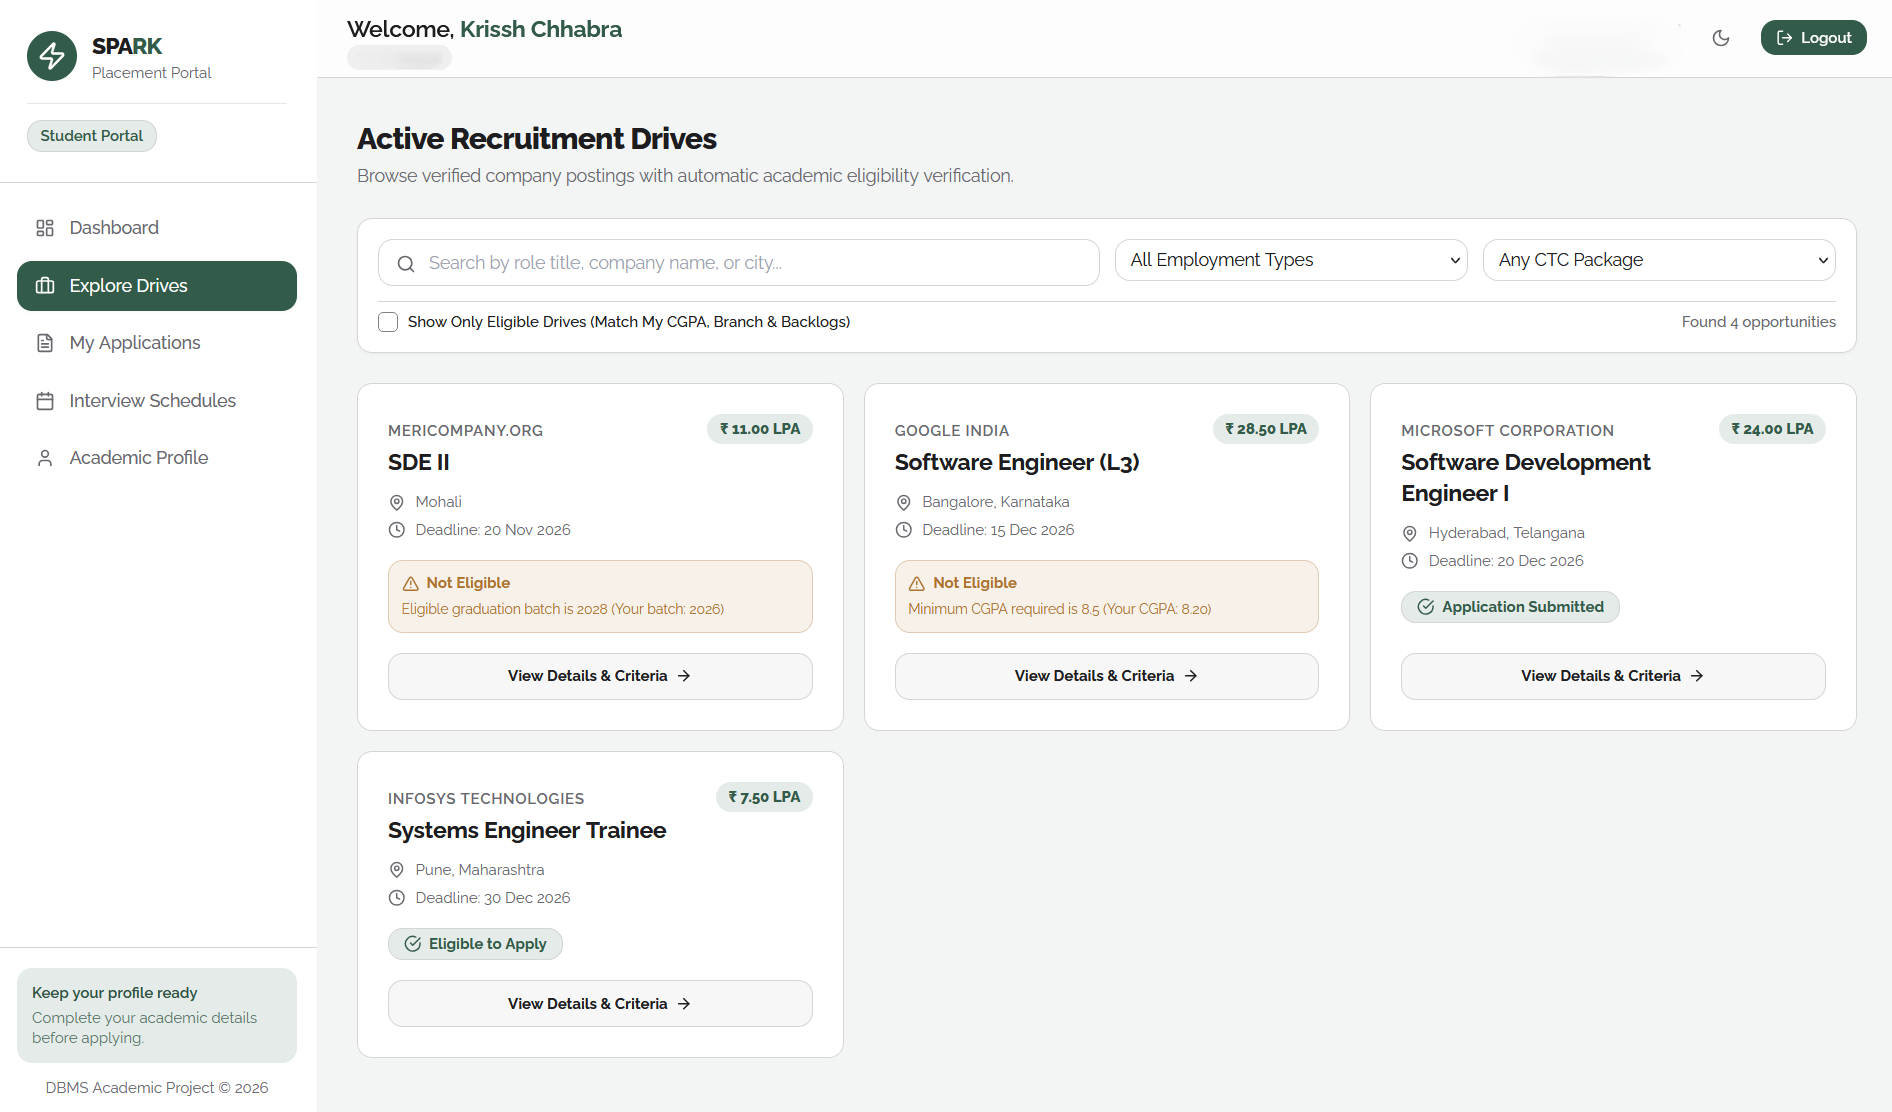 SPARK
Placement Portal
Student Portal
Dashboard
Explore Drives
My Applications
Interview Schedules
Academic Profile
Keep your profile ready
Complete your academic details
before applying.
DBMS Academic Project © 2026
Welcome, Krissh Chhabra
Logout
Active Recruitment Drives
Browse verified company postings with automatic academic eligibility verification.
Search by role title, company name, or city...
All Employment Types
Any CTC Package
Show Only Eligible Drives (Match My CGPA, Branch & Backlogs)
Found 4 opportunities
MERICOMPANY.ORG
₹ 11.00 LPA
SDE II
Mohali
Deadline: 20 Nov 2026
Not Eligible
Eligible graduation batch is 2028 (Your batch: 2026)
View Details & Criteria →
GOOGLE INDIA
₹ 28.50 LPA
Software Engineer (L3)
Bangalore, Karnataka
Deadline: 15 Dec 2026
Not Eligible
Minimum CGPA required is 8.5 (Your CGPA: 8.20)
View Details & Criteria →
MICROSOFT CORPORATION
₹ 24.00 LPA
Software Development
Engineer I
Hyderabad, Telangana
Deadline: 20 Dec 2026
Application Submitted
View Details & Criteria →
INFOSYS TECHNOLOGIES
₹ 7.50 LPA
Systems Engineer Trainee
Pune, Maharashtra
Deadline: 30 Dec 2026
Eligible to Apply
View Details & Criteria →